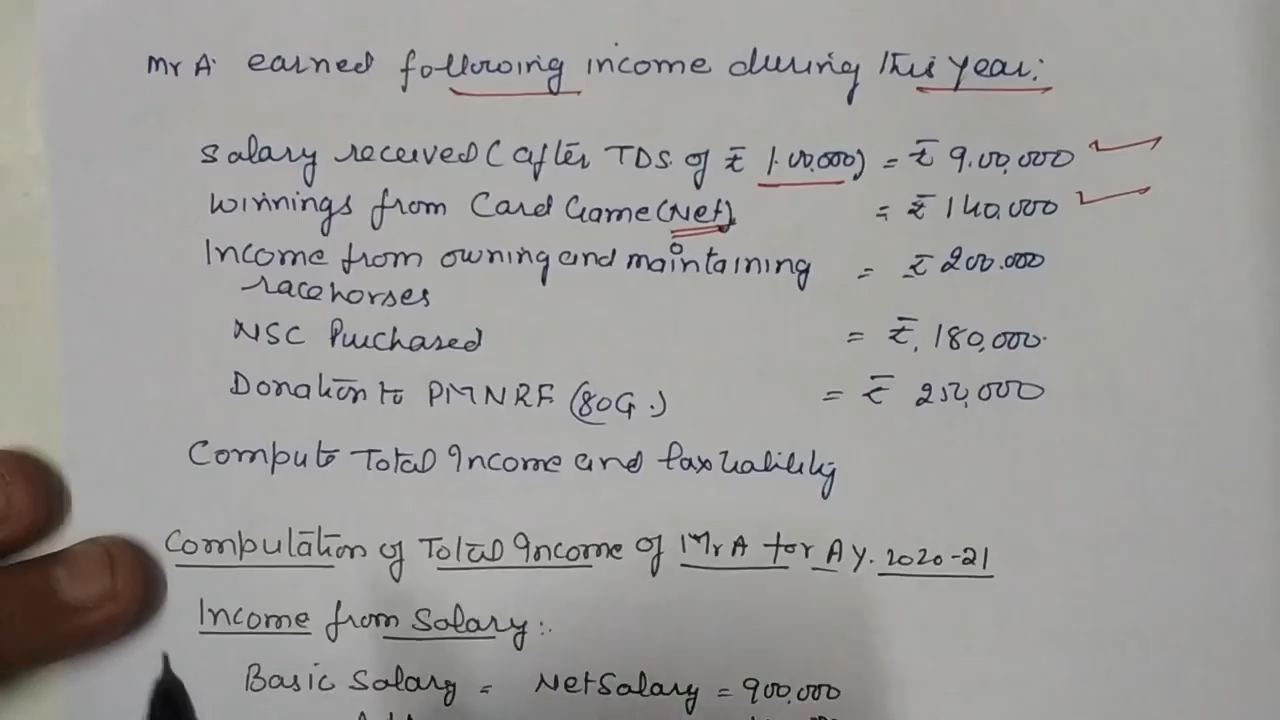 Mr A. earned following income during this year:
Salary received (after TDS of ₹ 1.00,000) = ₹ 9.00,000
Winnings from Card Game (Net) = ₹ 140.000
Income from owning and maintaining = ₹ 200.000
racehorses
NSC Purchased = ₹. 180,000.
Donation to PMNRF (80G.) = ₹ 250,000
Compute Total Income and tax liability
Computation of Total Income of Mr A for AY. 2020-21
Income from Salary:
Basic Salary = Net Salary = 900,000